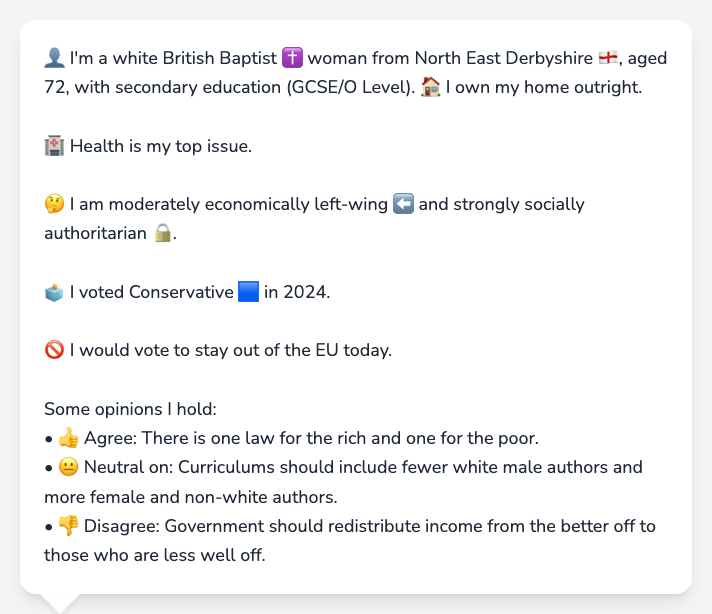 👤 I'm a white British Baptist ✝️ woman from North East Derbyshire 🏴󠁧󠁢󠁥󠁮󠁧󠁿, aged
72, with secondary education (GCSE/O Level). 🏠 I own my home outright.
🏥 Health is my top issue.
🤔 I am moderately economically left-wing ⬅️ and strongly socially
authoritarian 🔒.
🗳️ I voted Conservative 🟦 in 2024.
🚫 I would vote to stay out of the EU today.
Some opinions I hold:
• 👍 Agree: There is one law for the rich and one for the poor.
• 😐 Neutral on: Curriculums should include fewer white male authors and
more female and non-white authors.
• 👎 Disagree: Government should redistribute income from the better off to
those who are less well off.